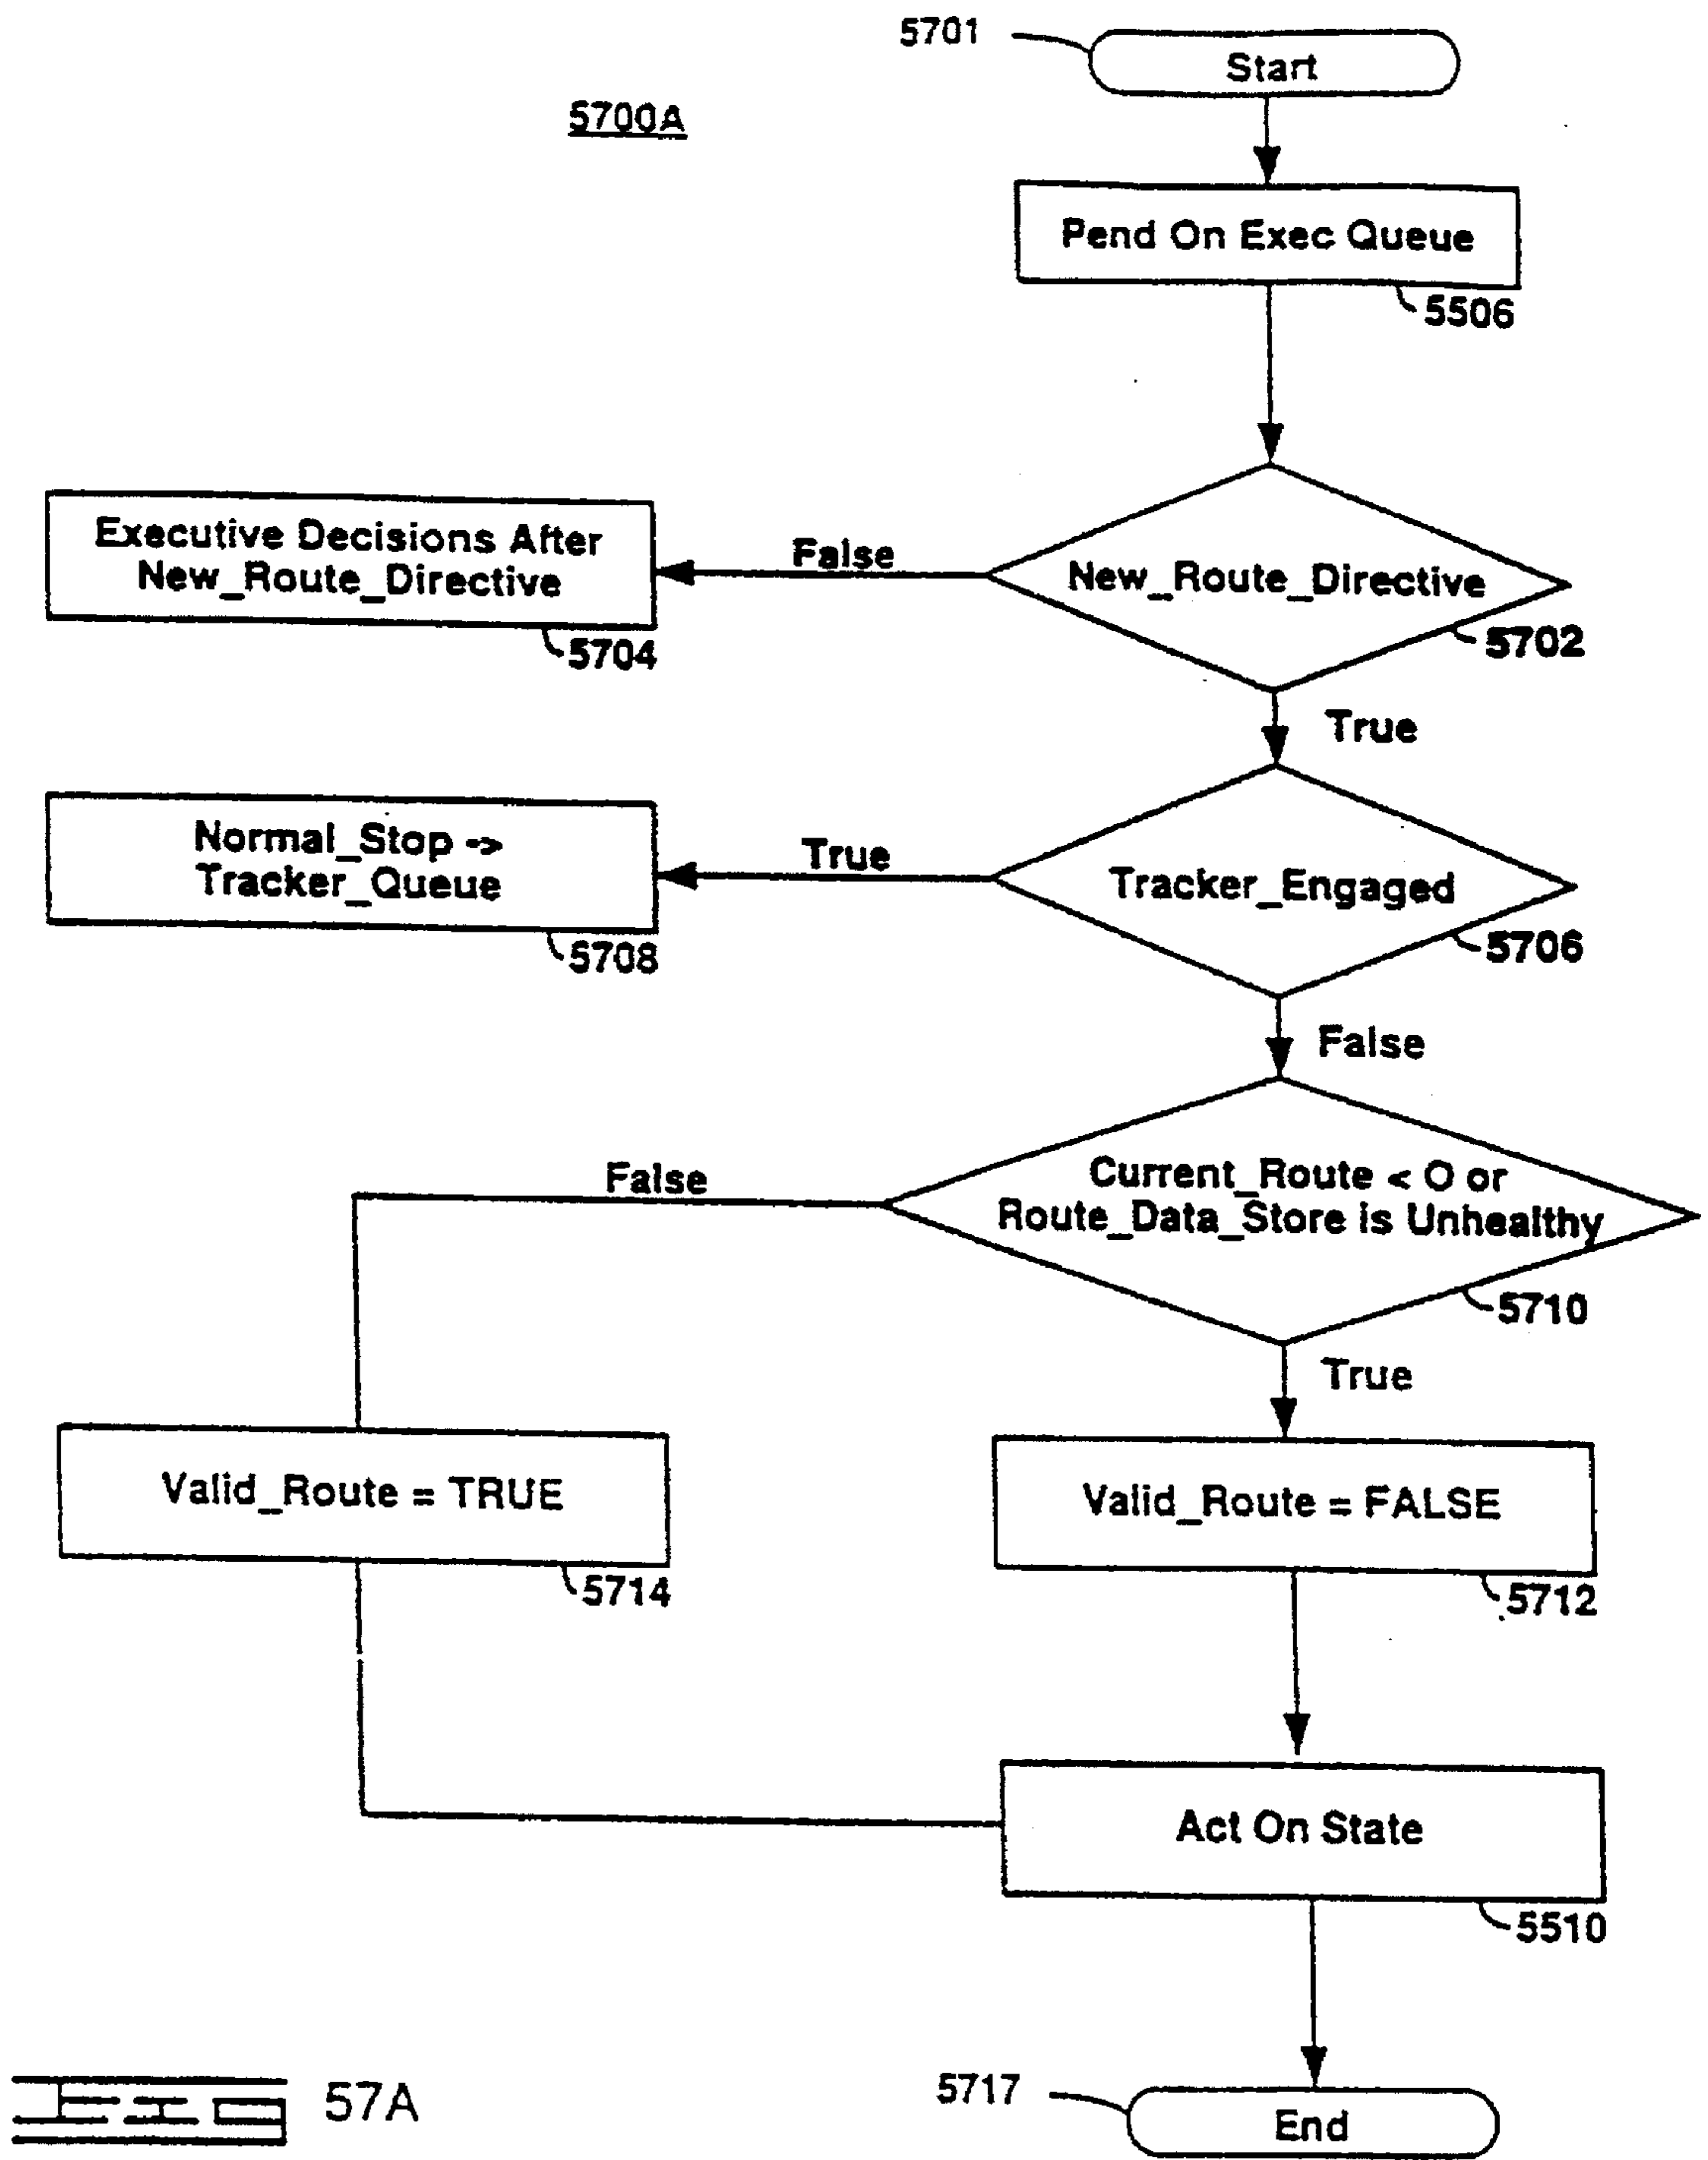 5701
Start
5700A
Pend On Exec Queue
5506
New_Route_Directive
5702
False
Executive Decisions After
New_Route_Directive
5704
True
Tracker_Engaged
5706
True
Normal_Stop ->
Tracker_Queue
5708
False
Current_Route < O or
Route_Data_Store is Unhealthy
5710
False
True
Valid_Route = TRUE
5714
Valid_Route = FALSE
5712
Act On State
5510
5717
End
57A